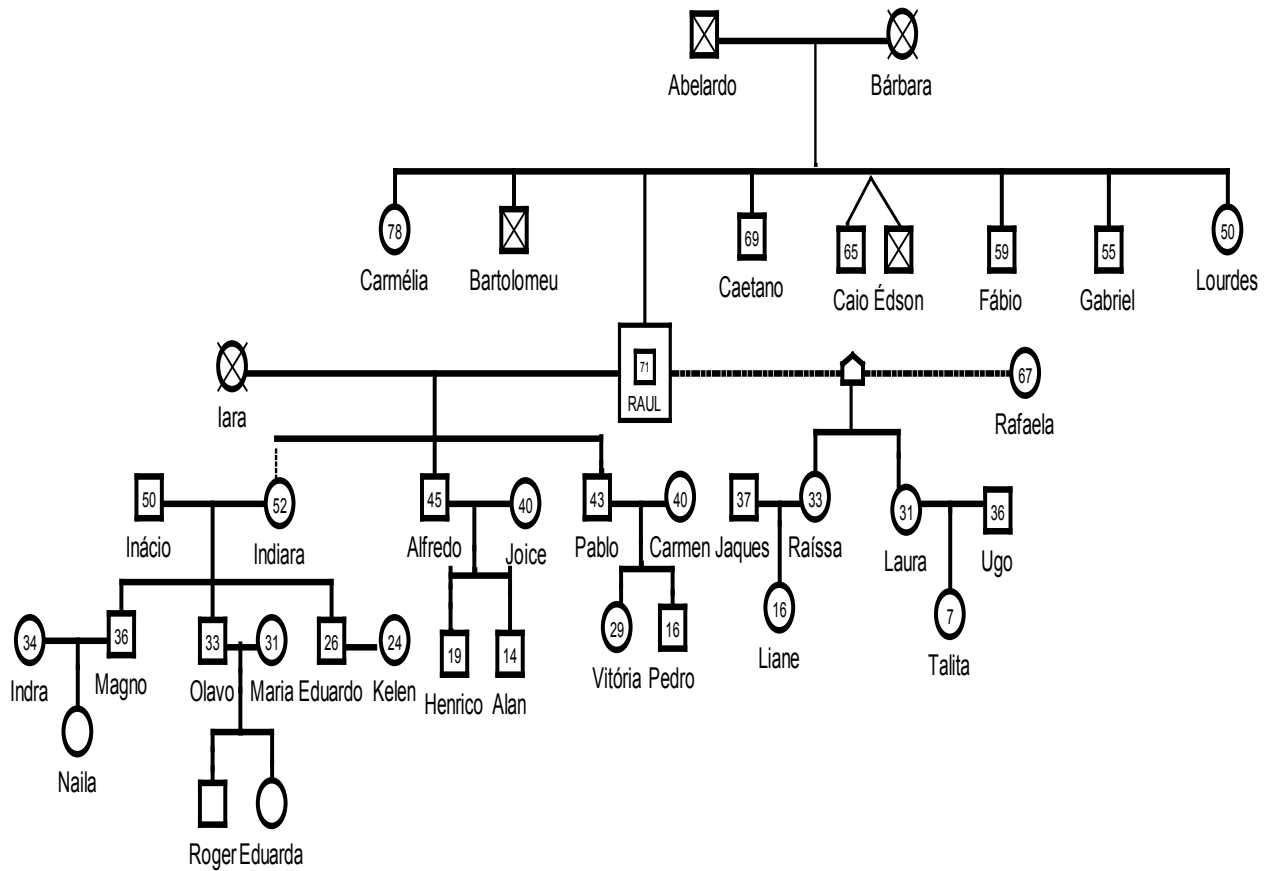 Abelardo Bárbara
78 69 65 59 55 50
Carmélia Bartolomeu Caetano Caio Édson Fábio Gabriel Lourdes
71 67
Iara RAUL Rafaela
50 52 45 40 43 40 37 33 31 36
Inácio Indiara Alfredo Joice Pablo Carmen Jaques Raíssa Laura Ugo
34 36 33 31 26 24 19 14 29 16 16 7
Indra Magno Olavo Maria Eduardo Kelen Henrico Alan Vitória Pedro Liane Talita
Naila
Roger Eduarda